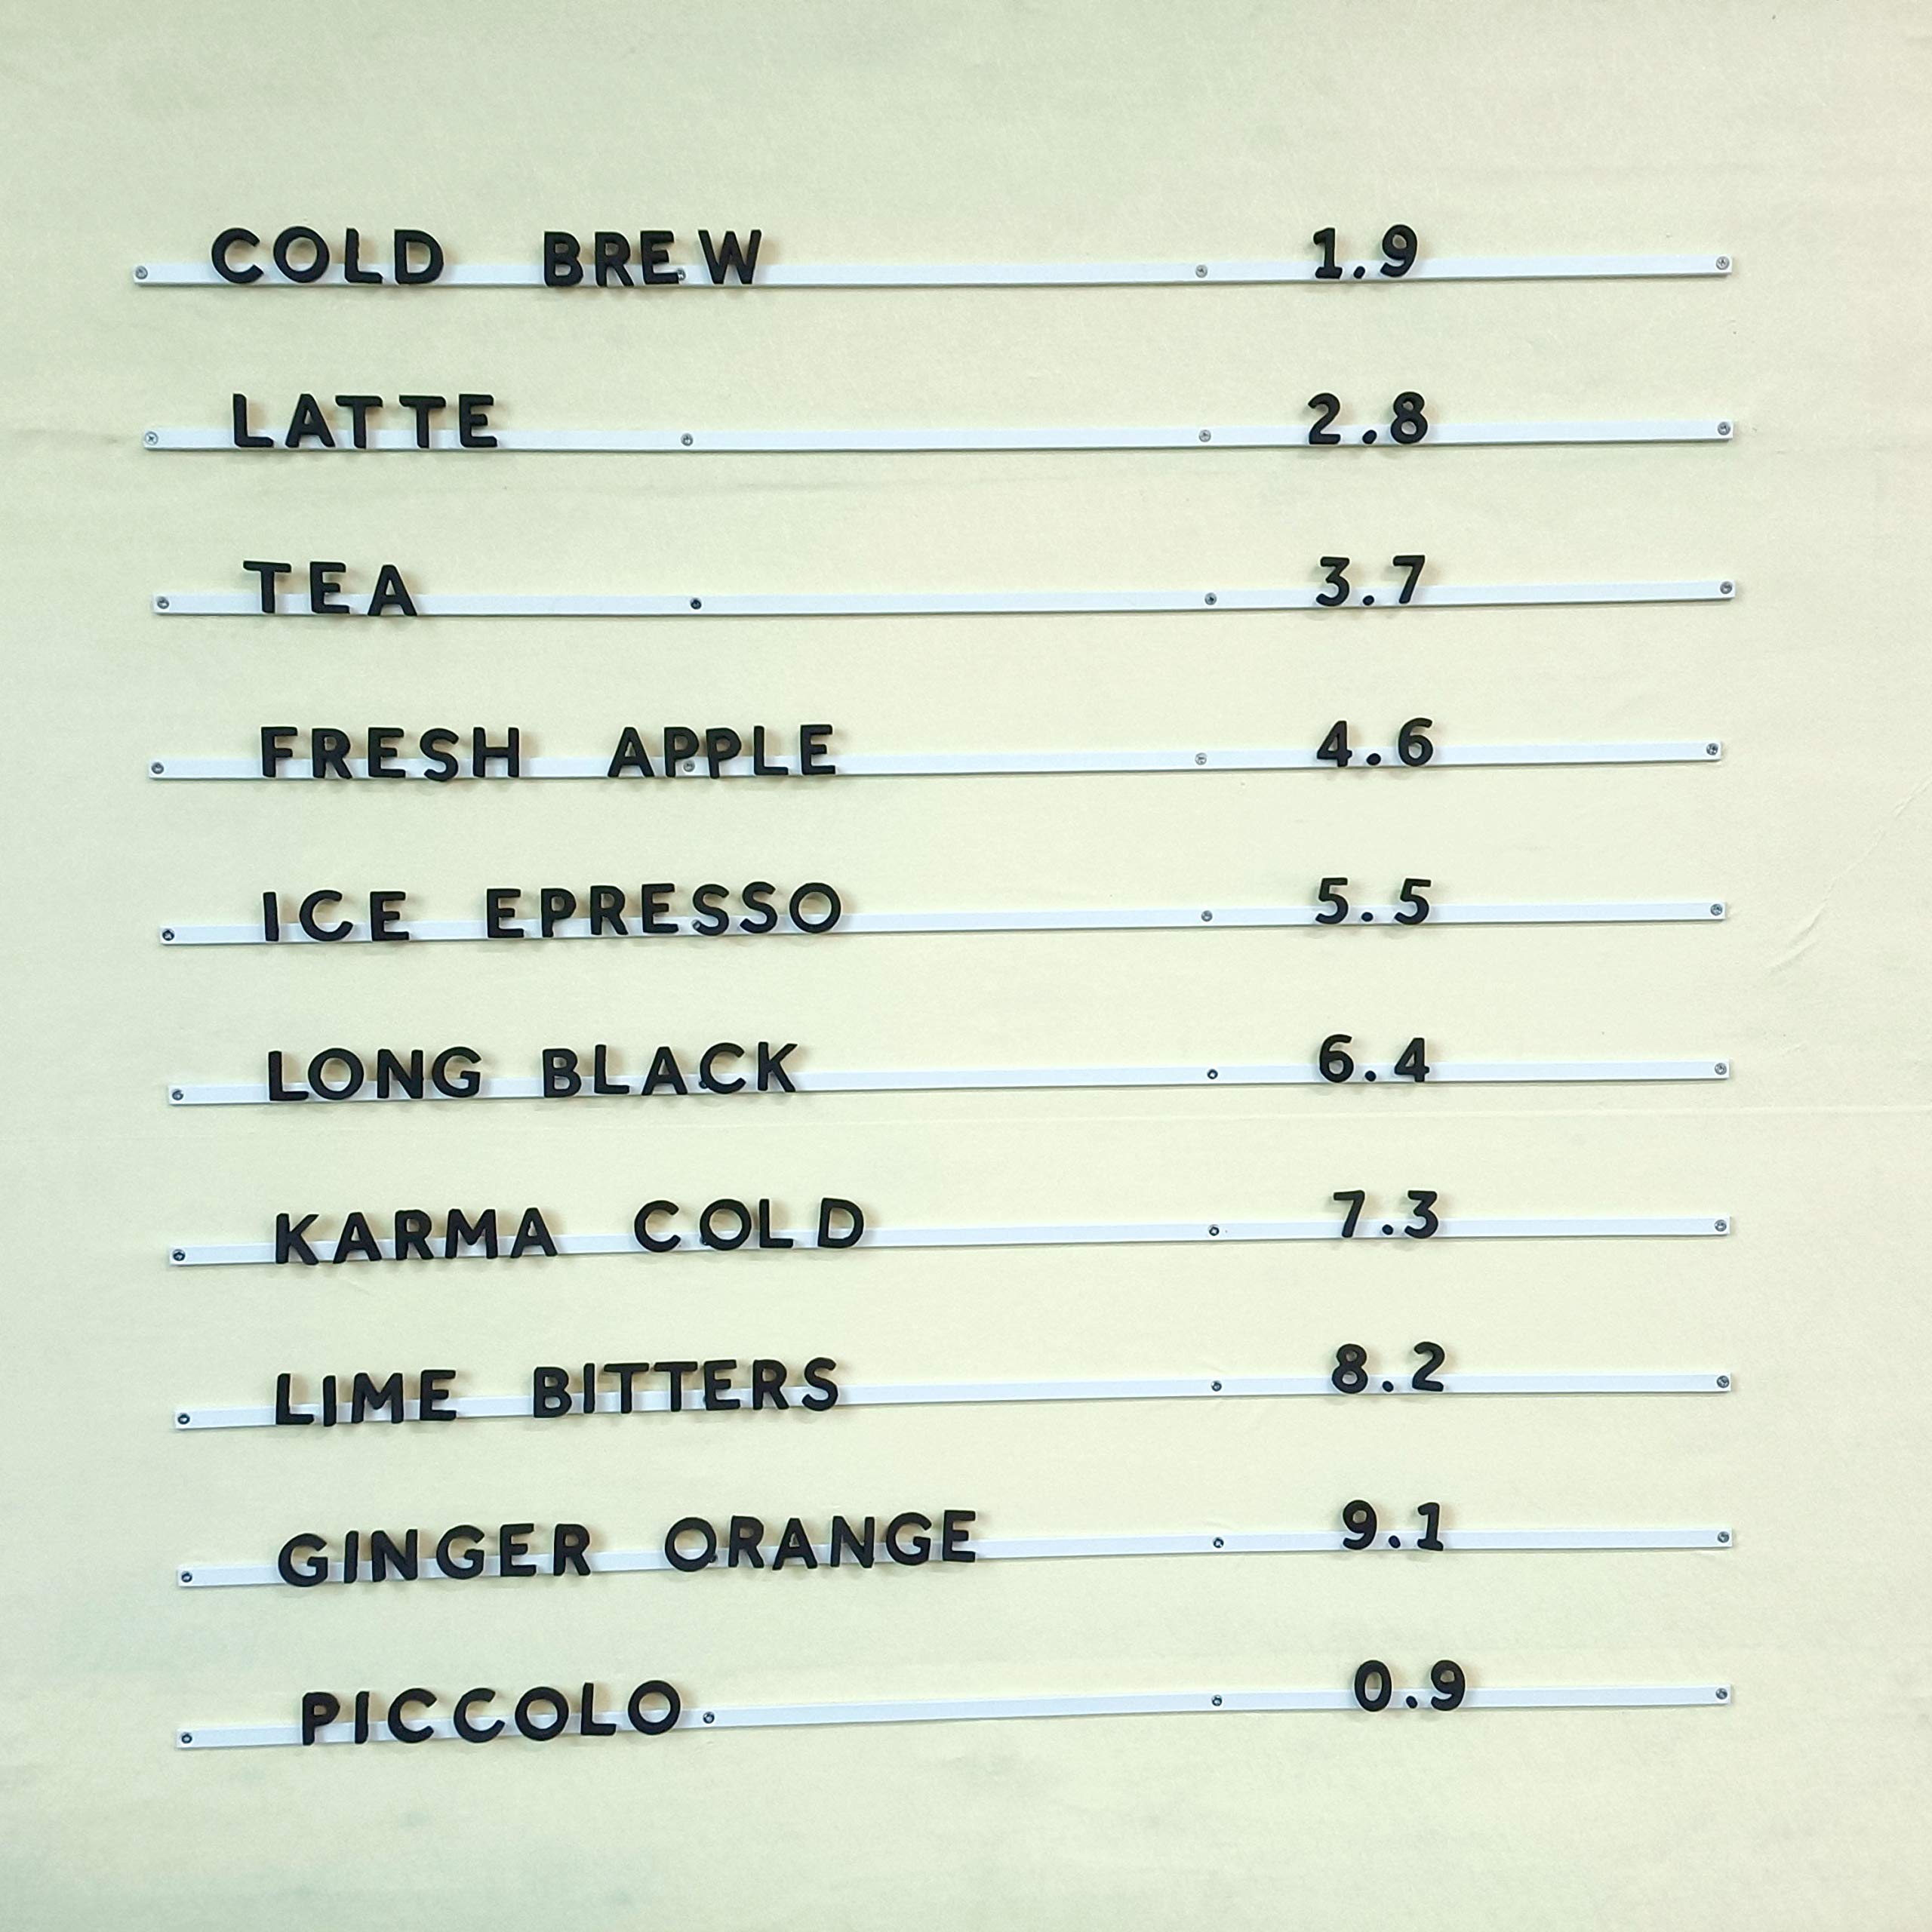 COLD BREW 1.9
LATTE 2.8
TEA 3.7
FRESH APPLE 4.6
ICE EPRESSO 5.5
LONG BLACK 6.4
KARMA COLD 7.3
LIME BITTERS 8.2
GINGER ORANGE 9.1
PICCOLO 0.9